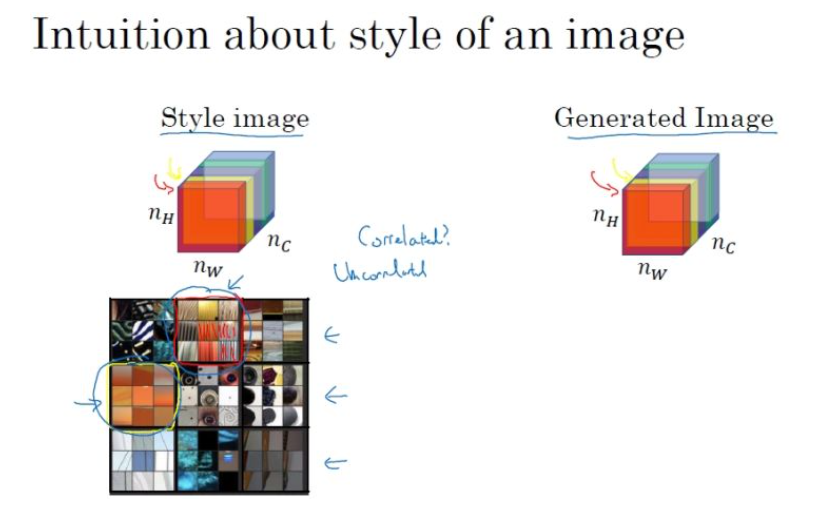 Intuition about style of an image
Style image
Generated Image
n_H
n_C
n_W
n_H
n_C
n_W
Correlated?
Uncorrelated